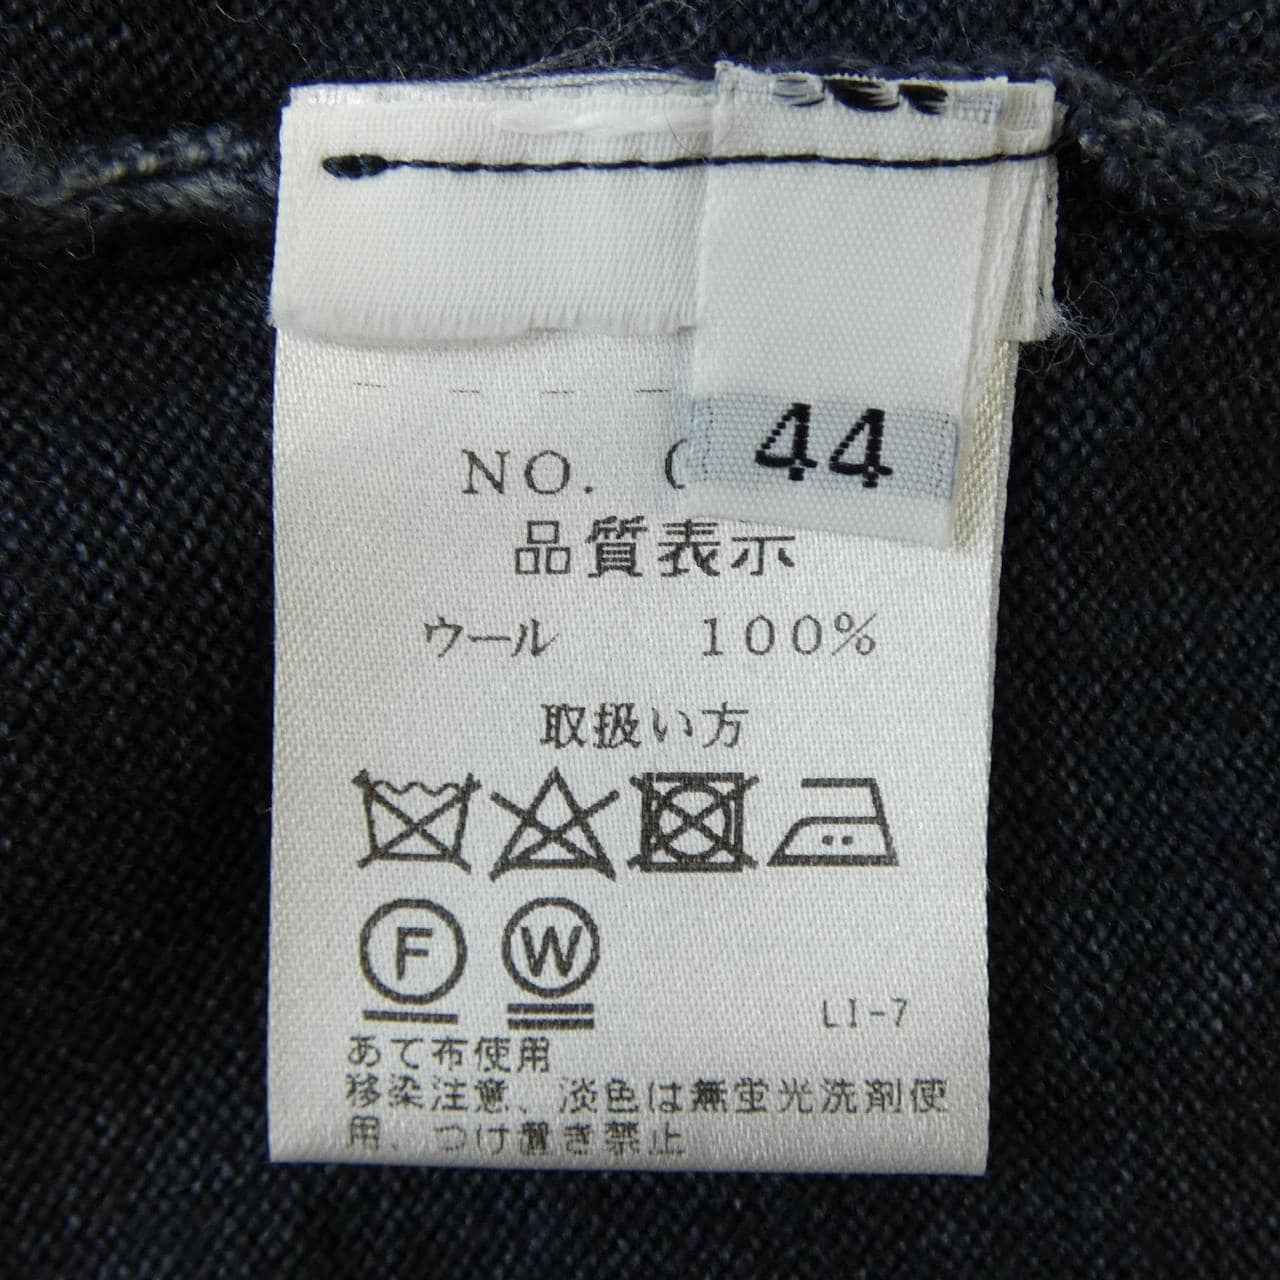 44
NO.
品質表示
ウール 100%
取扱い方
F W
LI-7
あて布使用
移染注意、淡色は無蛍光洗剤使
用、つけ置き禁止